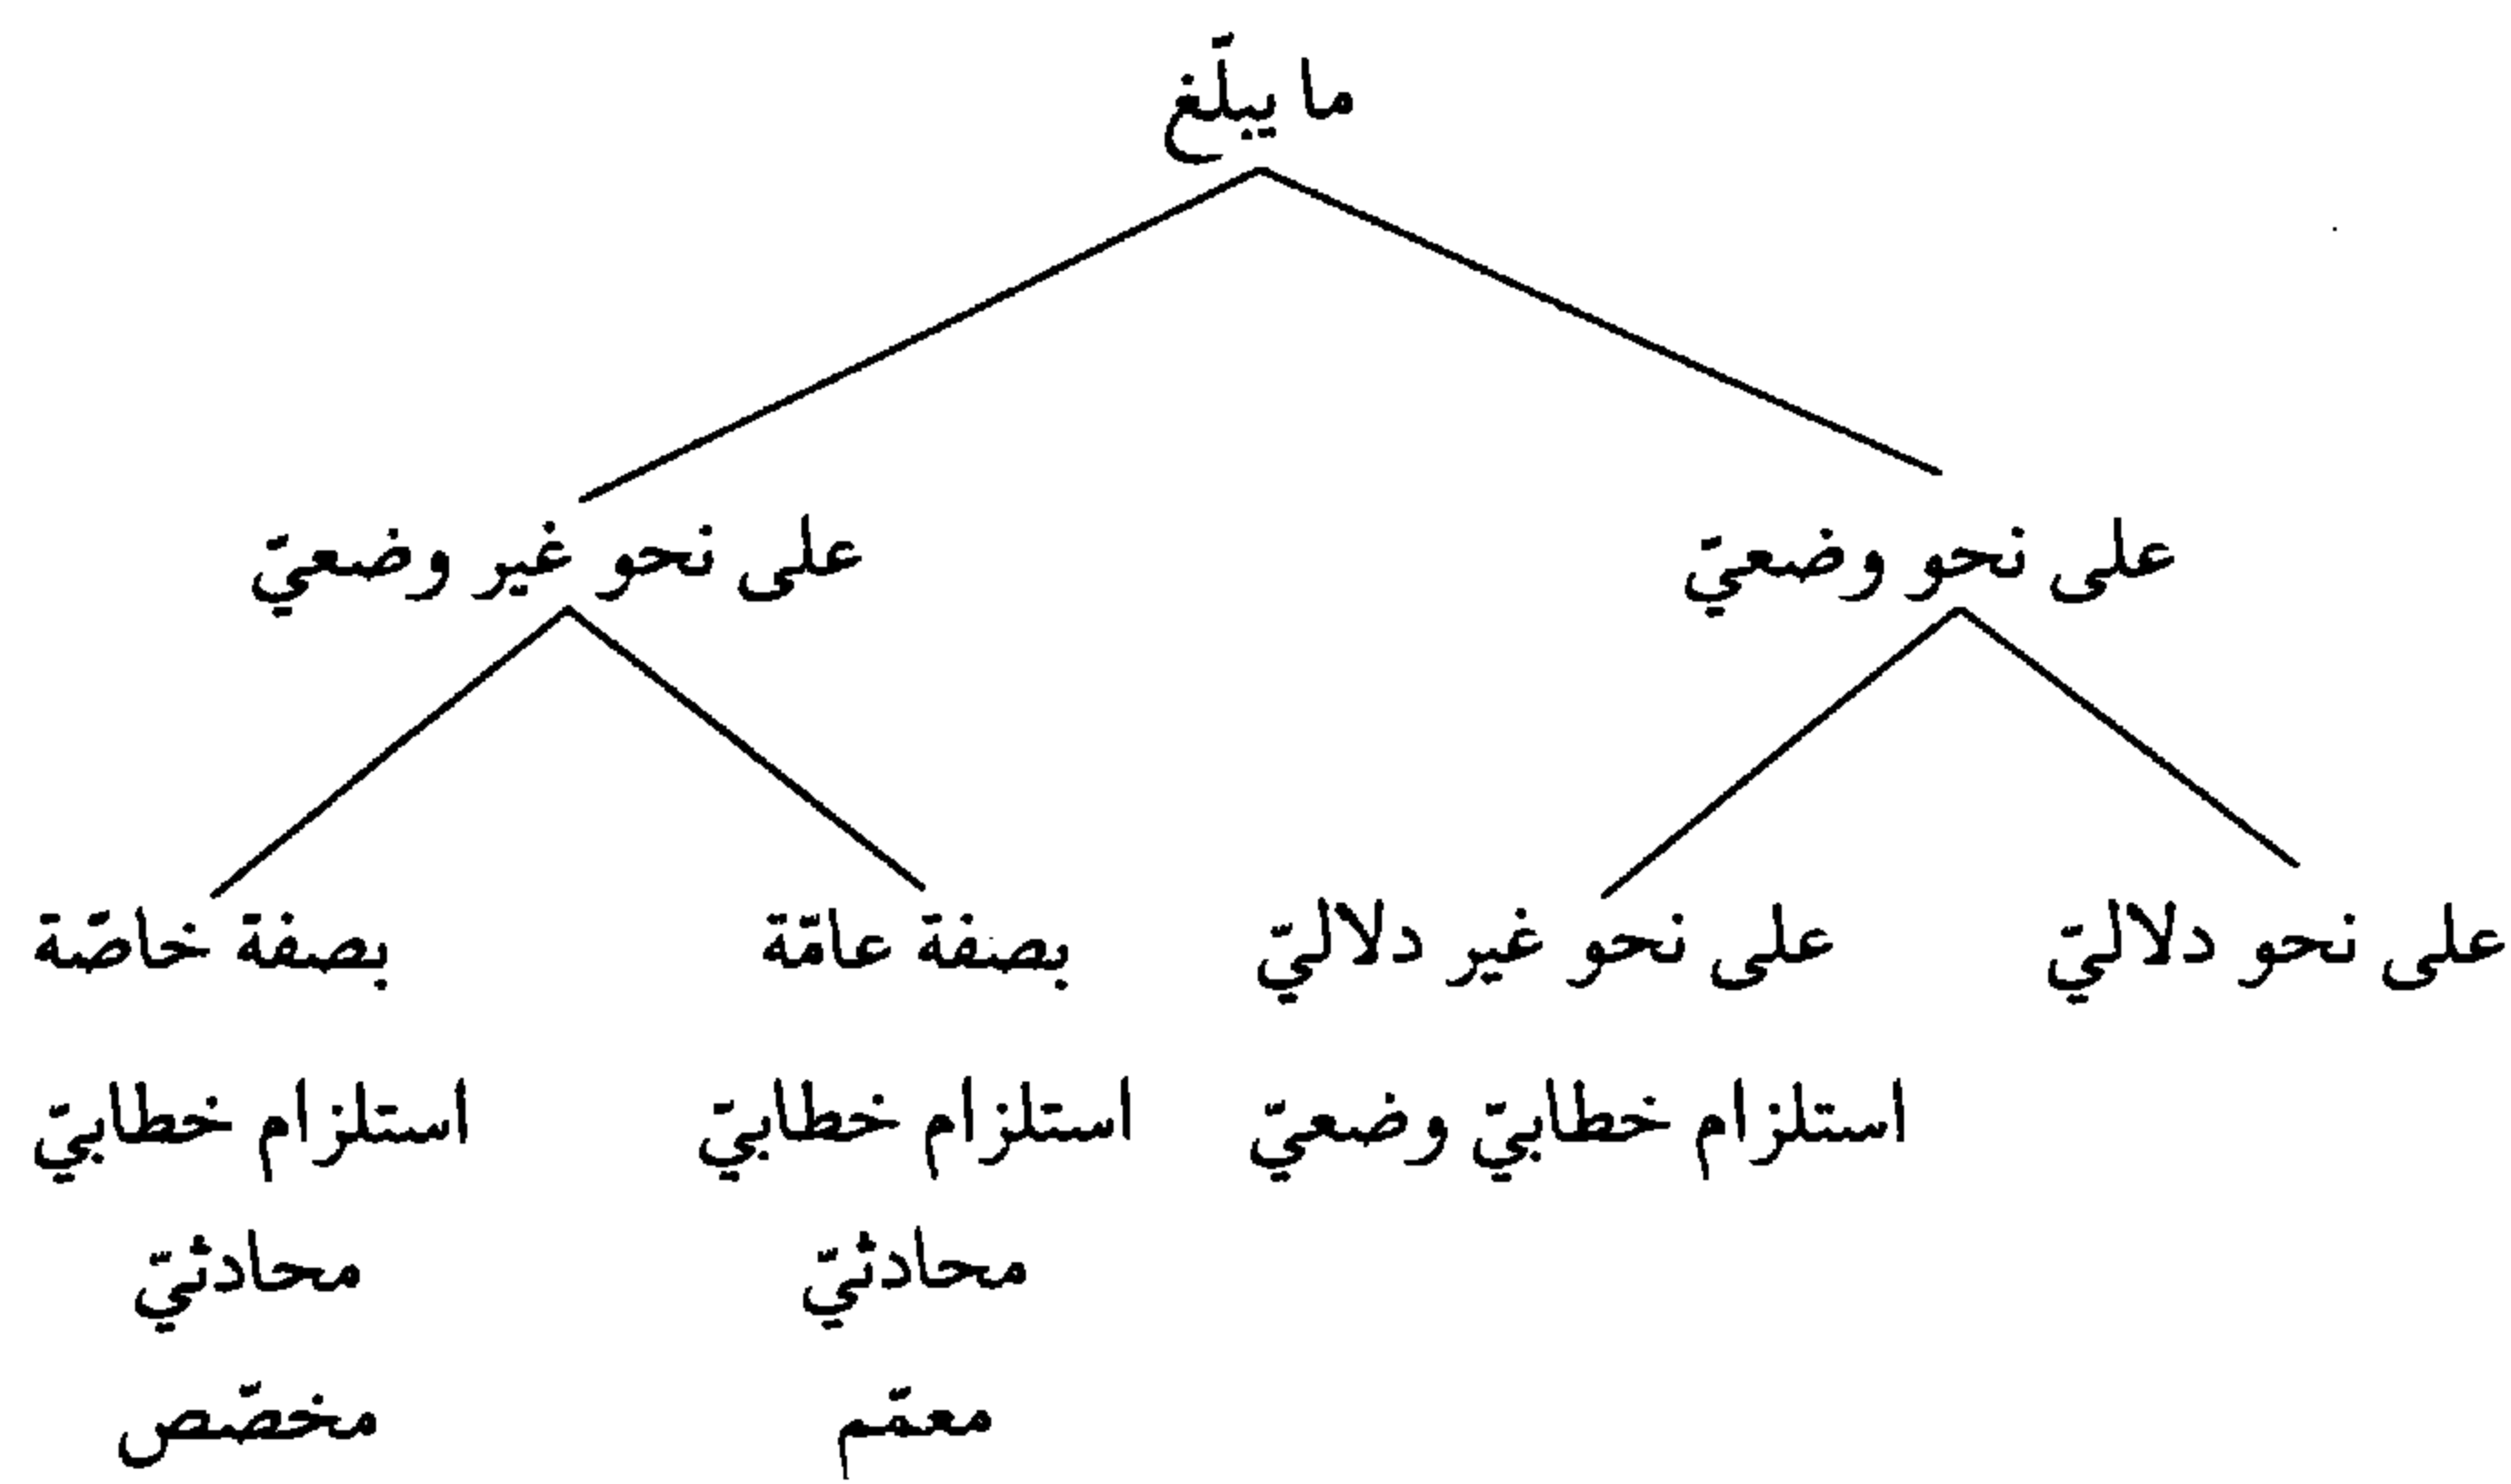 ما يبلّغ
على نحو وضعيّ
على نحو غير وضعيّ
على نحو دلاليّ
على نحو غير دلاليّ
بصفة عامّة
بصفة خاصّة
استلزام خطابيّ وضعيّ
استلزام خطابيّ
استلزام خطابيّ
محادثيّ
محادثيّ
معمّم
مخصّص